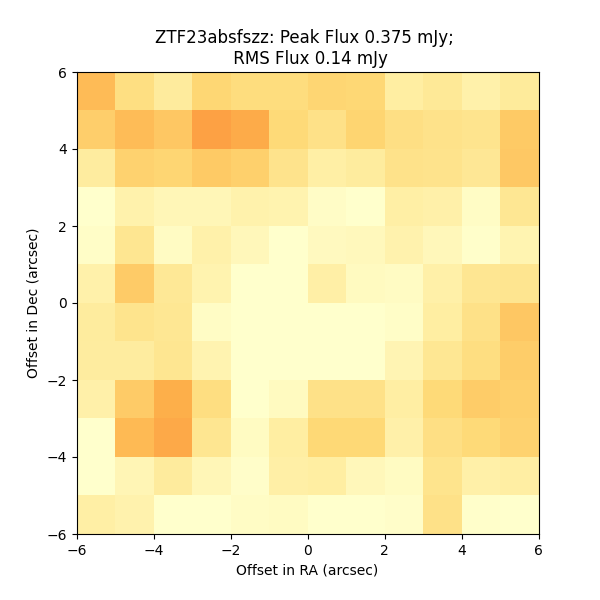 ZTF23absfszz: Peak Flux 0.375 mJy;
RMS Flux 0.14 mJy
6
4
2
0
−2
−4
−6
Offset in Dec (arcsec)
−6 −4 −2 0 2 4 6
Offset in RA (arcsec)